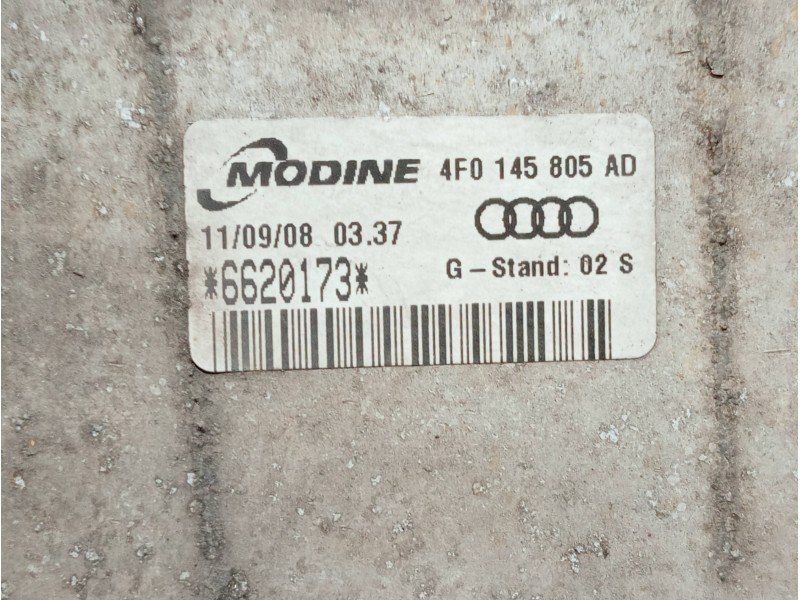 MODINE 4F0 145 805 AD
11/09/08 03.37
*6620173* G-Stand: 02 S